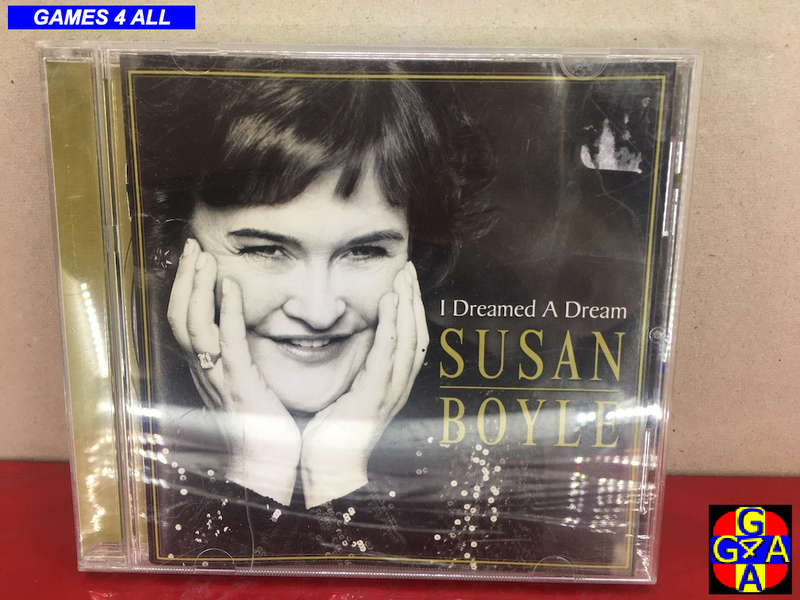 GAMES 4 ALL
I Dreamed A Dream
SUSAN
BOYLE
G
G4A
A